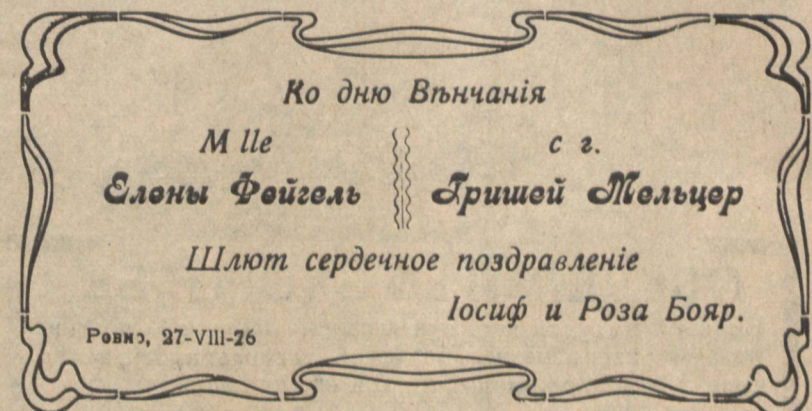 Ко дню Вѣнчанія
M lle с г.
Елены Фейгель Гришей Мельцер
Шлют сердечное поздравленіе
Іосиф и Роза Бояр.
Ровно, 27-VIII-26